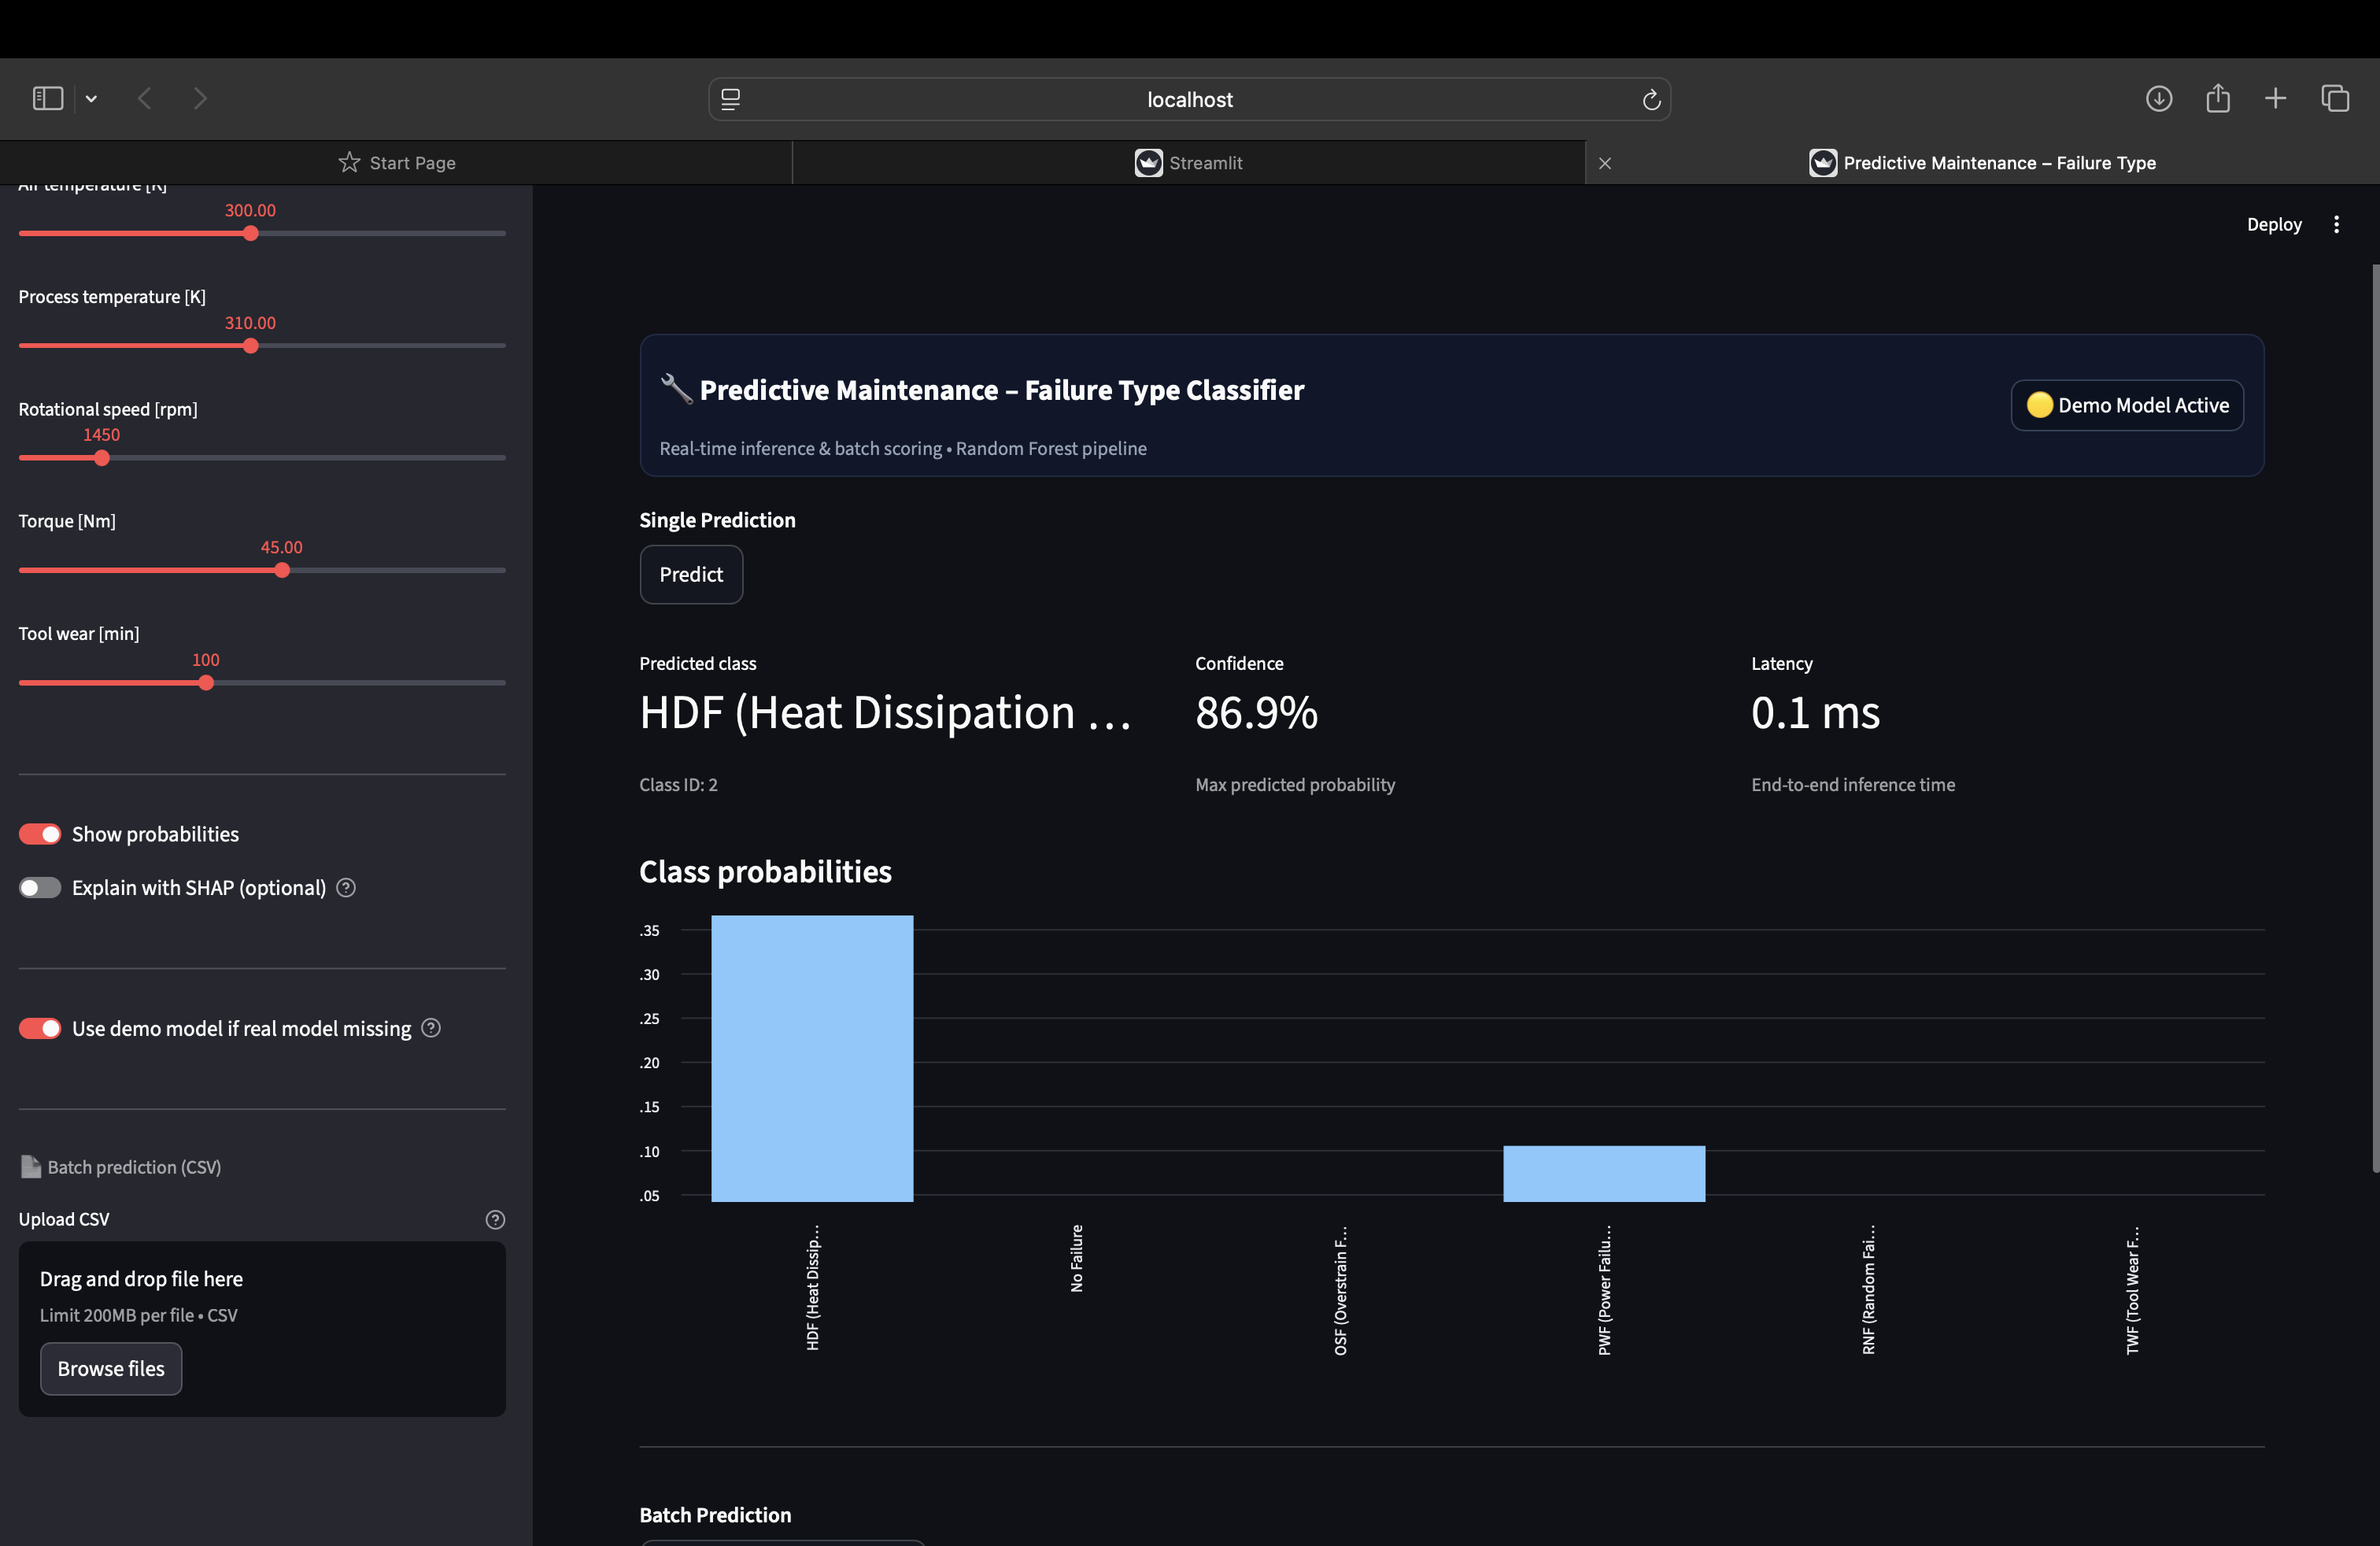 localhost
Start Page
Streamlit
Predictive Maintenance – Failure Type
Air temperature [K]
300.00
Process temperature [K]
310.00
Rotational speed [rpm]
1450
Torque [Nm]
45.00
Tool wear [min]
100
Show probabilities
Explain with SHAP (optional)
Use demo model if real model missing
Batch prediction (CSV)
Upload CSV
Drag and drop file here
Limit 200MB per file • CSV
Browse files
Deploy
Predictive Maintenance – Failure Type Classifier
Demo Model Active
Real-time inference & batch scoring • Random Forest pipeline
Single Prediction
Predict
Predicted class
HDF (Heat Dissipation …
Class ID: 2
Confidence
86.9%
Max predicted probability
Latency
0.1 ms
End-to-end inference time
Class probabilities
.35
.30
.25
.20
.15
.10
.05
HDF (Heat Dissip…
No Failure
OSF (Overstrain F…
PWF (Power Failu…
RNF (Random Fai…
TWF (Tool Wear F…
Batch Prediction